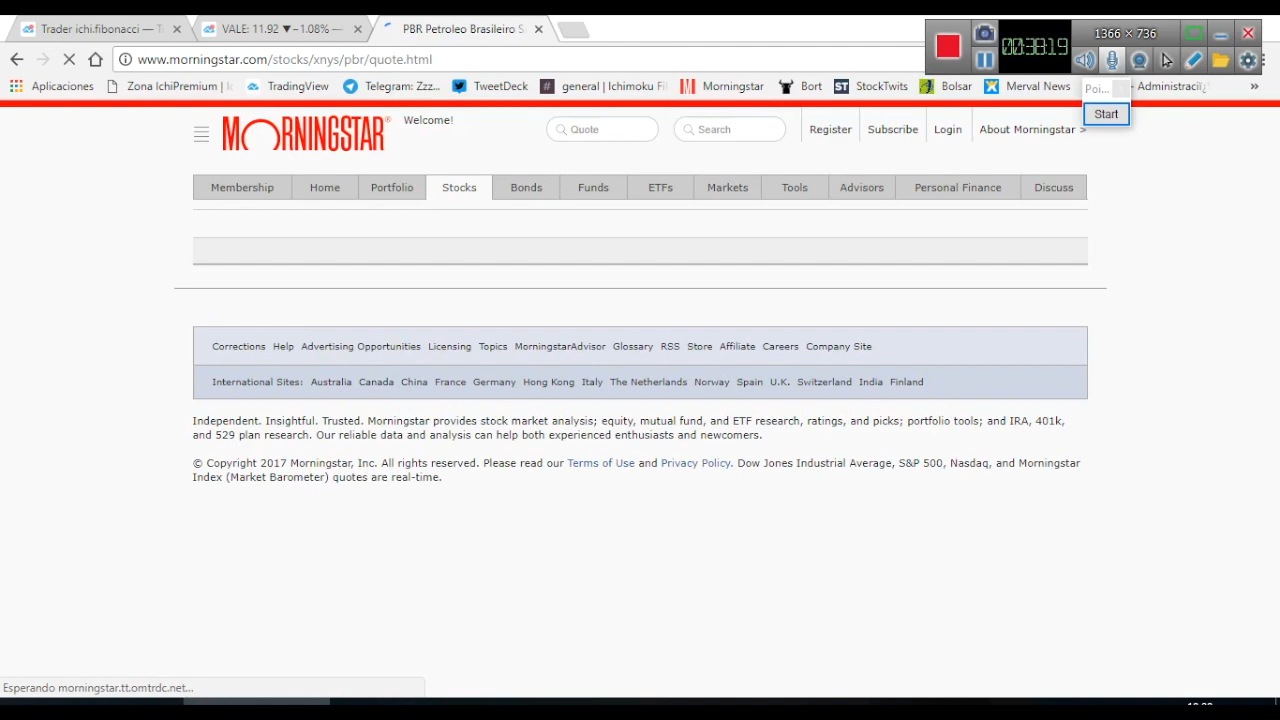 Trader ichi.fibonacci — T
VALE: 11.92 ▼−1.08% —
PBR Petroleo Brasileiro S
00:38:19
1366 × 736
www.morningstar.com/stocks/xnys/pbr/quote.html
Aplicaciones
Zona IchiPremium |
TradingView
Telegram: Zzz...
TweetDeck
general | Ichimoku Fi
Morningstar
Bort
ST StockTwits
Bolsar
Merval News
Poi...
»
Start
MORNINGSTAR®
Welcome!
Quote
Search
Register
Subscribe
Login
About Morningstar >
Membership
Home
Portfolio
Stocks
Bonds
Funds
ETFs
Markets
Tools
Advisors
Personal Finance
Discuss
Corrections Help Advertising Opportunities Licensing Topics MorningstarAdvisor Glossary RSS Store Affiliate Careers Company Site
International Sites: Australia Canada China France Germany Hong Kong Italy The Netherlands Norway Spain U.K. Switzerland India Finland
Independent. Insightful. Trusted. Morningstar provides stock market analysis; equity, mutual fund, and ETF research, ratings, and picks; portfolio tools; and IRA, 401k,
and 529 plan research. Our reliable data and analysis can help both experienced enthusiasts and newcomers.
© Copyright 2017 Morningstar, Inc. All rights reserved. Please read our Terms of Use and Privacy Policy. Dow Jones Industrial Average, S&P 500, Nasdaq, and Morningstar
Index (Market Barometer) quotes are real-time.
Esperando morningstar.tt.omtrdc.net...